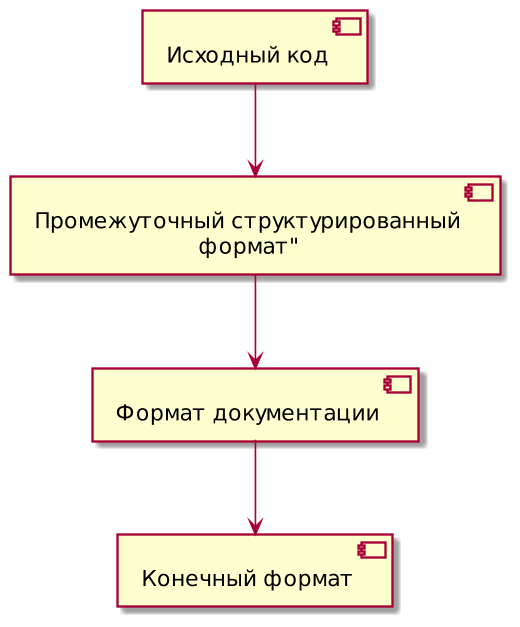 Исходный код
Промежуточный структурированный
формат"
Формат документации
Конечный формат